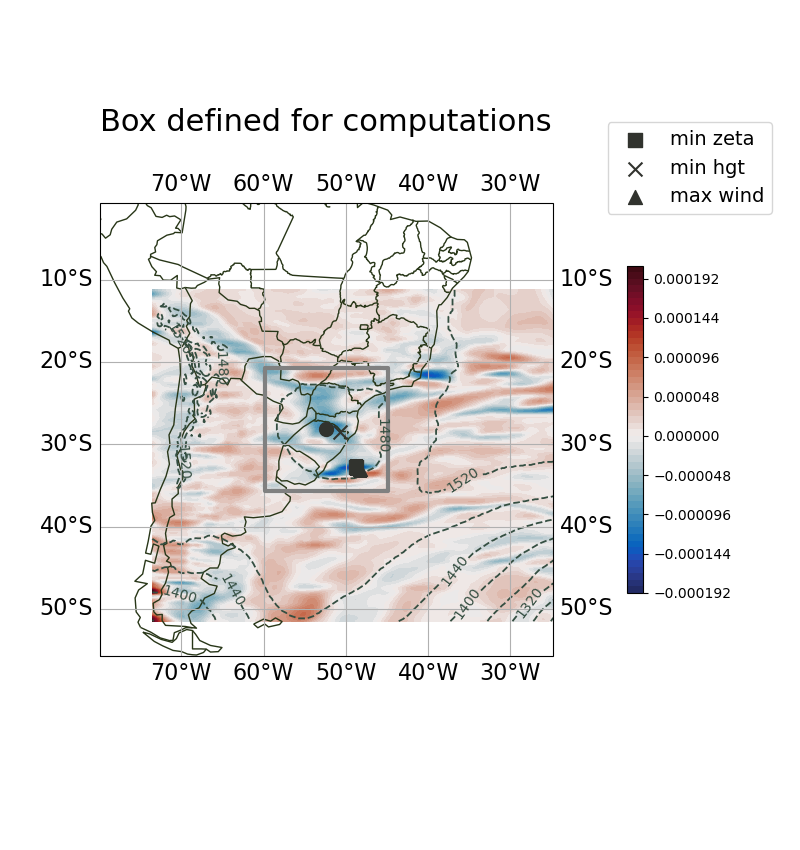 Box defined for computations
min zeta
min hgt
max wind
70°W 60°W 50°W 40°W 30°W
10°S 10°S
20°S 20°S
30°S 30°S
40°S 40°S
50°S 50°S
70°W 60°W 50°W 40°W 30°W
0.000192
0.000144
0.000096
0.000048
0.000000
−0.000048
−0.000096
−0.000144
−0.000192
1480
1520
1480
1520
1440
1400
1440
1400
1320